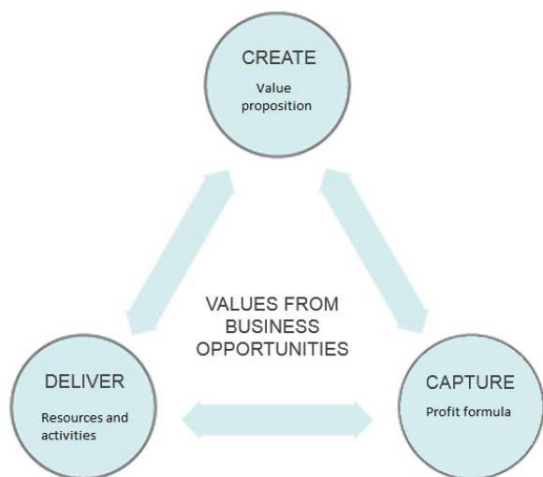 CREATE
Value
proposition
VALUES FROM
BUSINESS
OPPORTUNITIES
DELIVER
Resources and
activities
CAPTURE
Profit formula